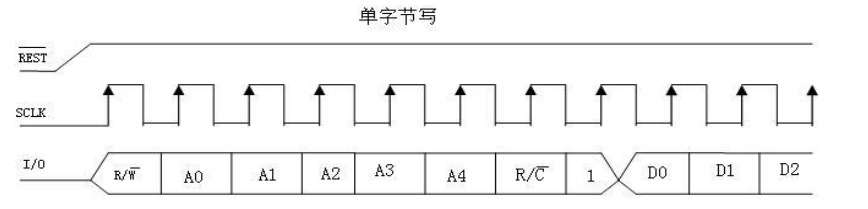 单字节写
REST
SCLK
I/O R/W A0 A1 A2 A3 A4 R/C 1 D0 D1 D2